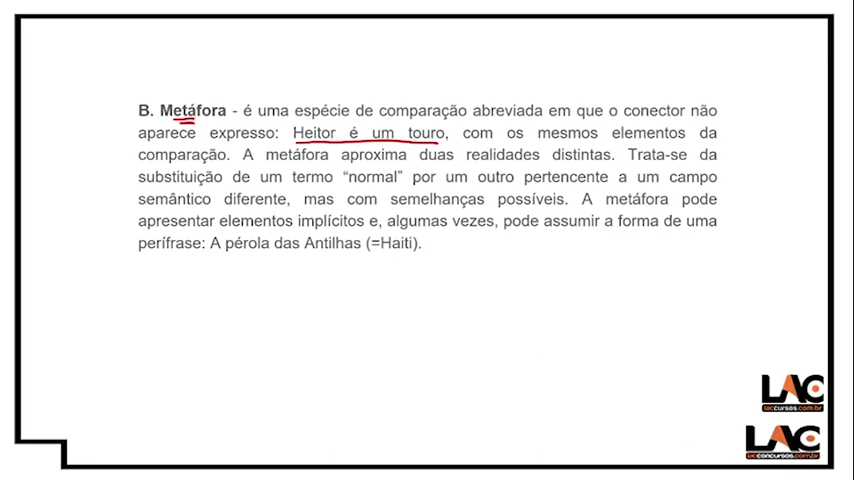 B. Metáfora - é uma espécie de comparação abreviada em que o conector não
aparece expresso: Heitor é um touro, com os mesmos elementos da
comparação. A metáfora aproxima duas realidades distintas. Trata-se da
substituição de um termo “normal” por um outro pertencente a um campo
semântico diferente, mas com semelhanças possíveis. A metáfora pode
apresentar elementos implícitos e, algumas vezes, pode assumir a forma de uma
perífrase: A pérola das Antilhas (=Haiti).
LAC
laccursos.com.br
LAC
lacconcursos.com.br